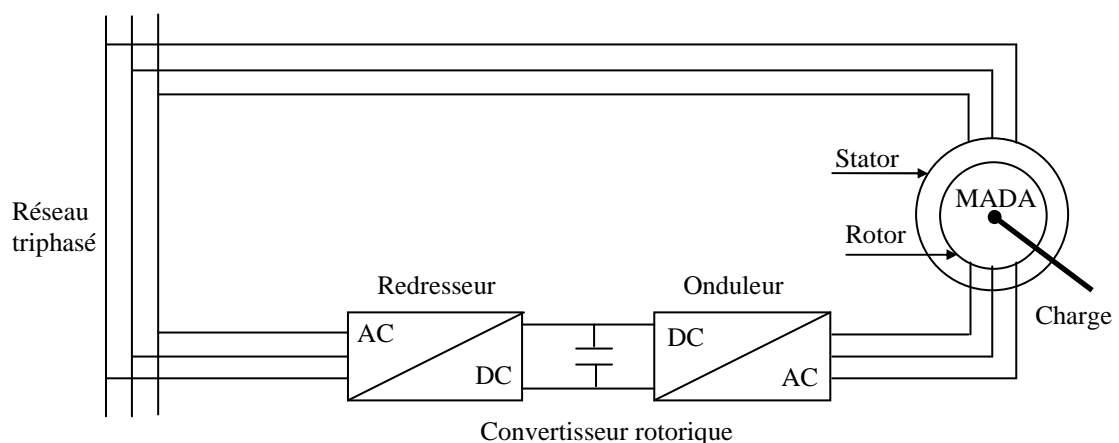 Stator
MADA
Réseau
triphasé
Rotor
Redresseur
Onduleur
Charge
AC
DC
DC
AC
Convertisseur rotorique